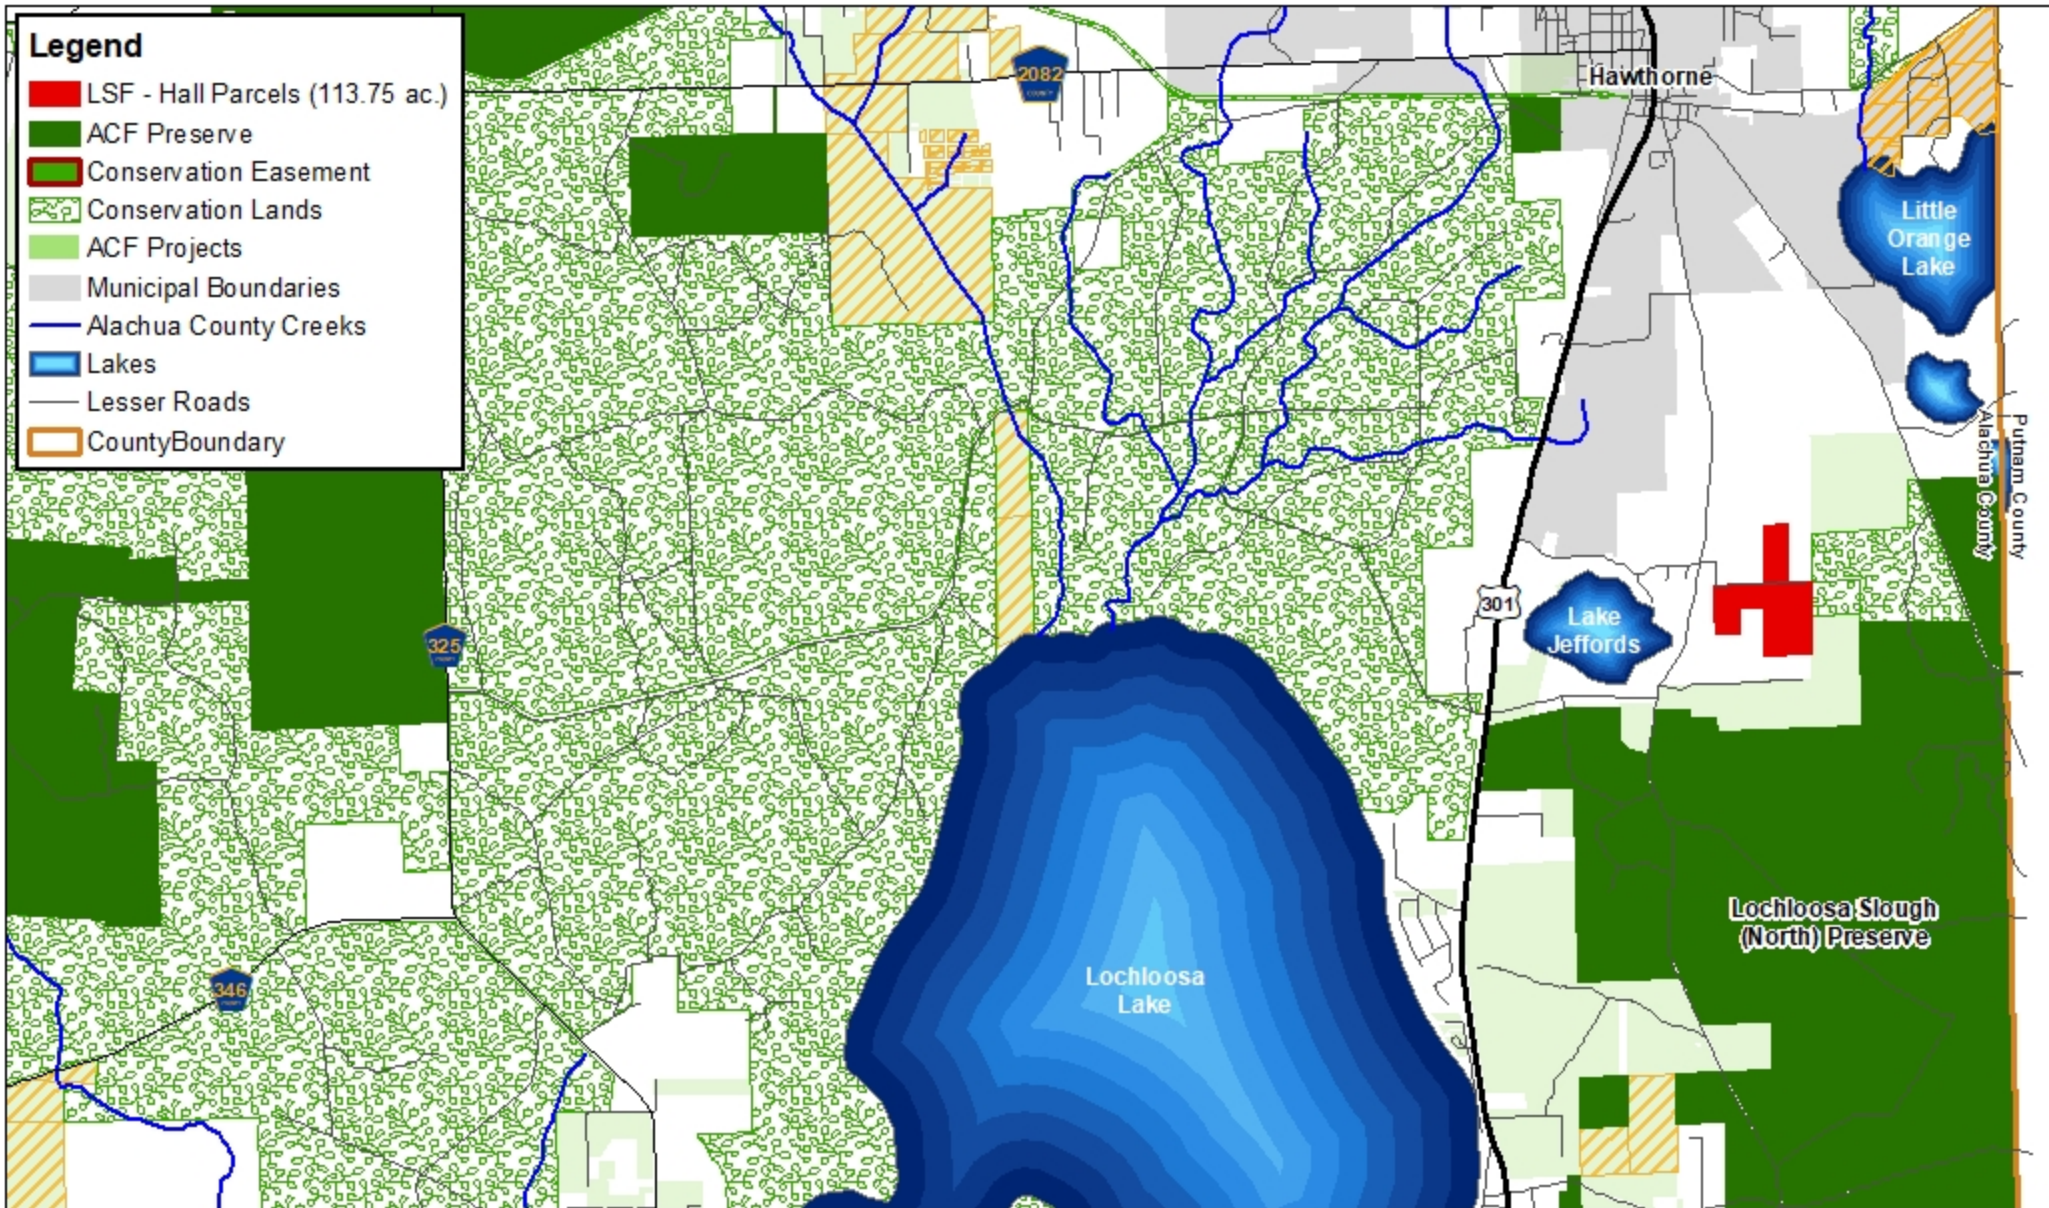 Legend
LSF - Hall Parcels (113.75 ac.)
ACF Preserve
Conservation Easement
Conservation Lands
ACF Projects
Municipal Boundaries
Alachua County Creeks
Lakes
Lesser Roads
CountyBoundary
2082
COUNTY
Hawthorne
Little
Orange
Lake
Alachua County
Putnam County
301
Lake
Jeffords
325
346
Lochloosa Slough
(North) Preserve
Lochloosa
Lake